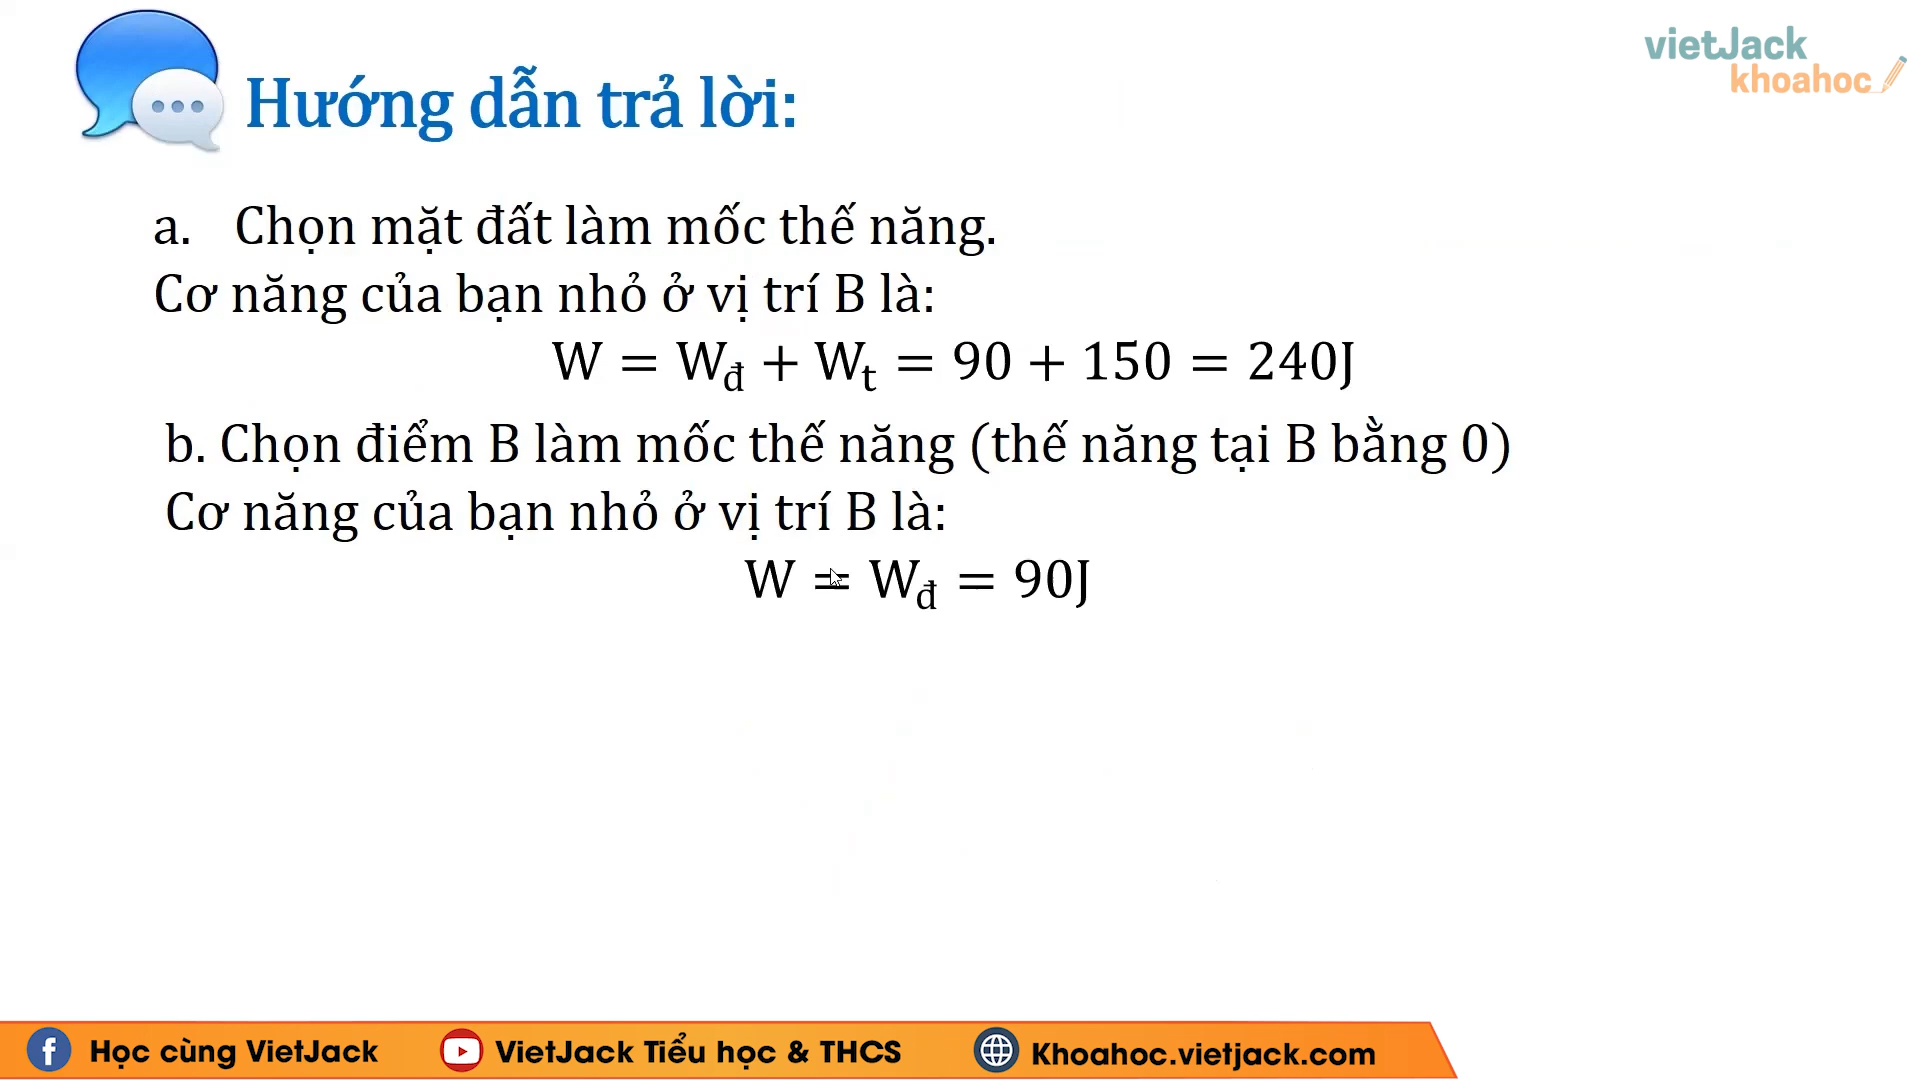 vietJack
khoahoc
Hướng dẫn trả lời:
a. Chọn mặt đất làm mốc thế năng.
Cơ năng của bạn nhỏ ở vị trí B là:
W = Wđ + Wt = 90 + 150 = 240J
b. Chọn điểm B làm mốc thế năng (thế năng tại B bằng 0)
Cơ năng của bạn nhỏ ở vị trí B là:
W = Wđ = 90J
Học cùng VietJack
VietJack Tiểu học & THCS
Khoahoc.vietjack.com